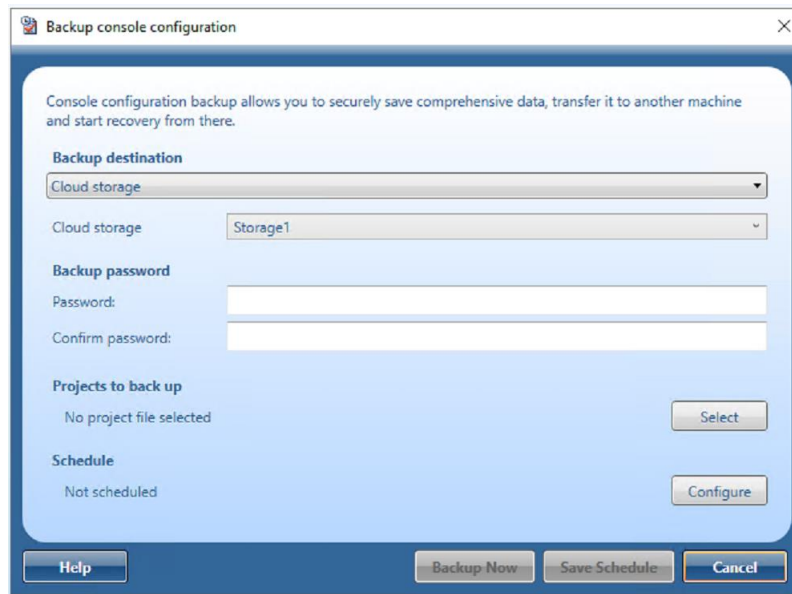 Backup console configuration
Console configuration backup allows you to securely save comprehensive data, transfer it to another machine
and start recovery from there.
Backup destination
Cloud storage
Cloud storage Storage1
Backup password
Password:
Confirm password:
Projects to back up
No project file selected Select
Schedule
Not scheduled Configure
Help Backup Now Save Schedule Cancel